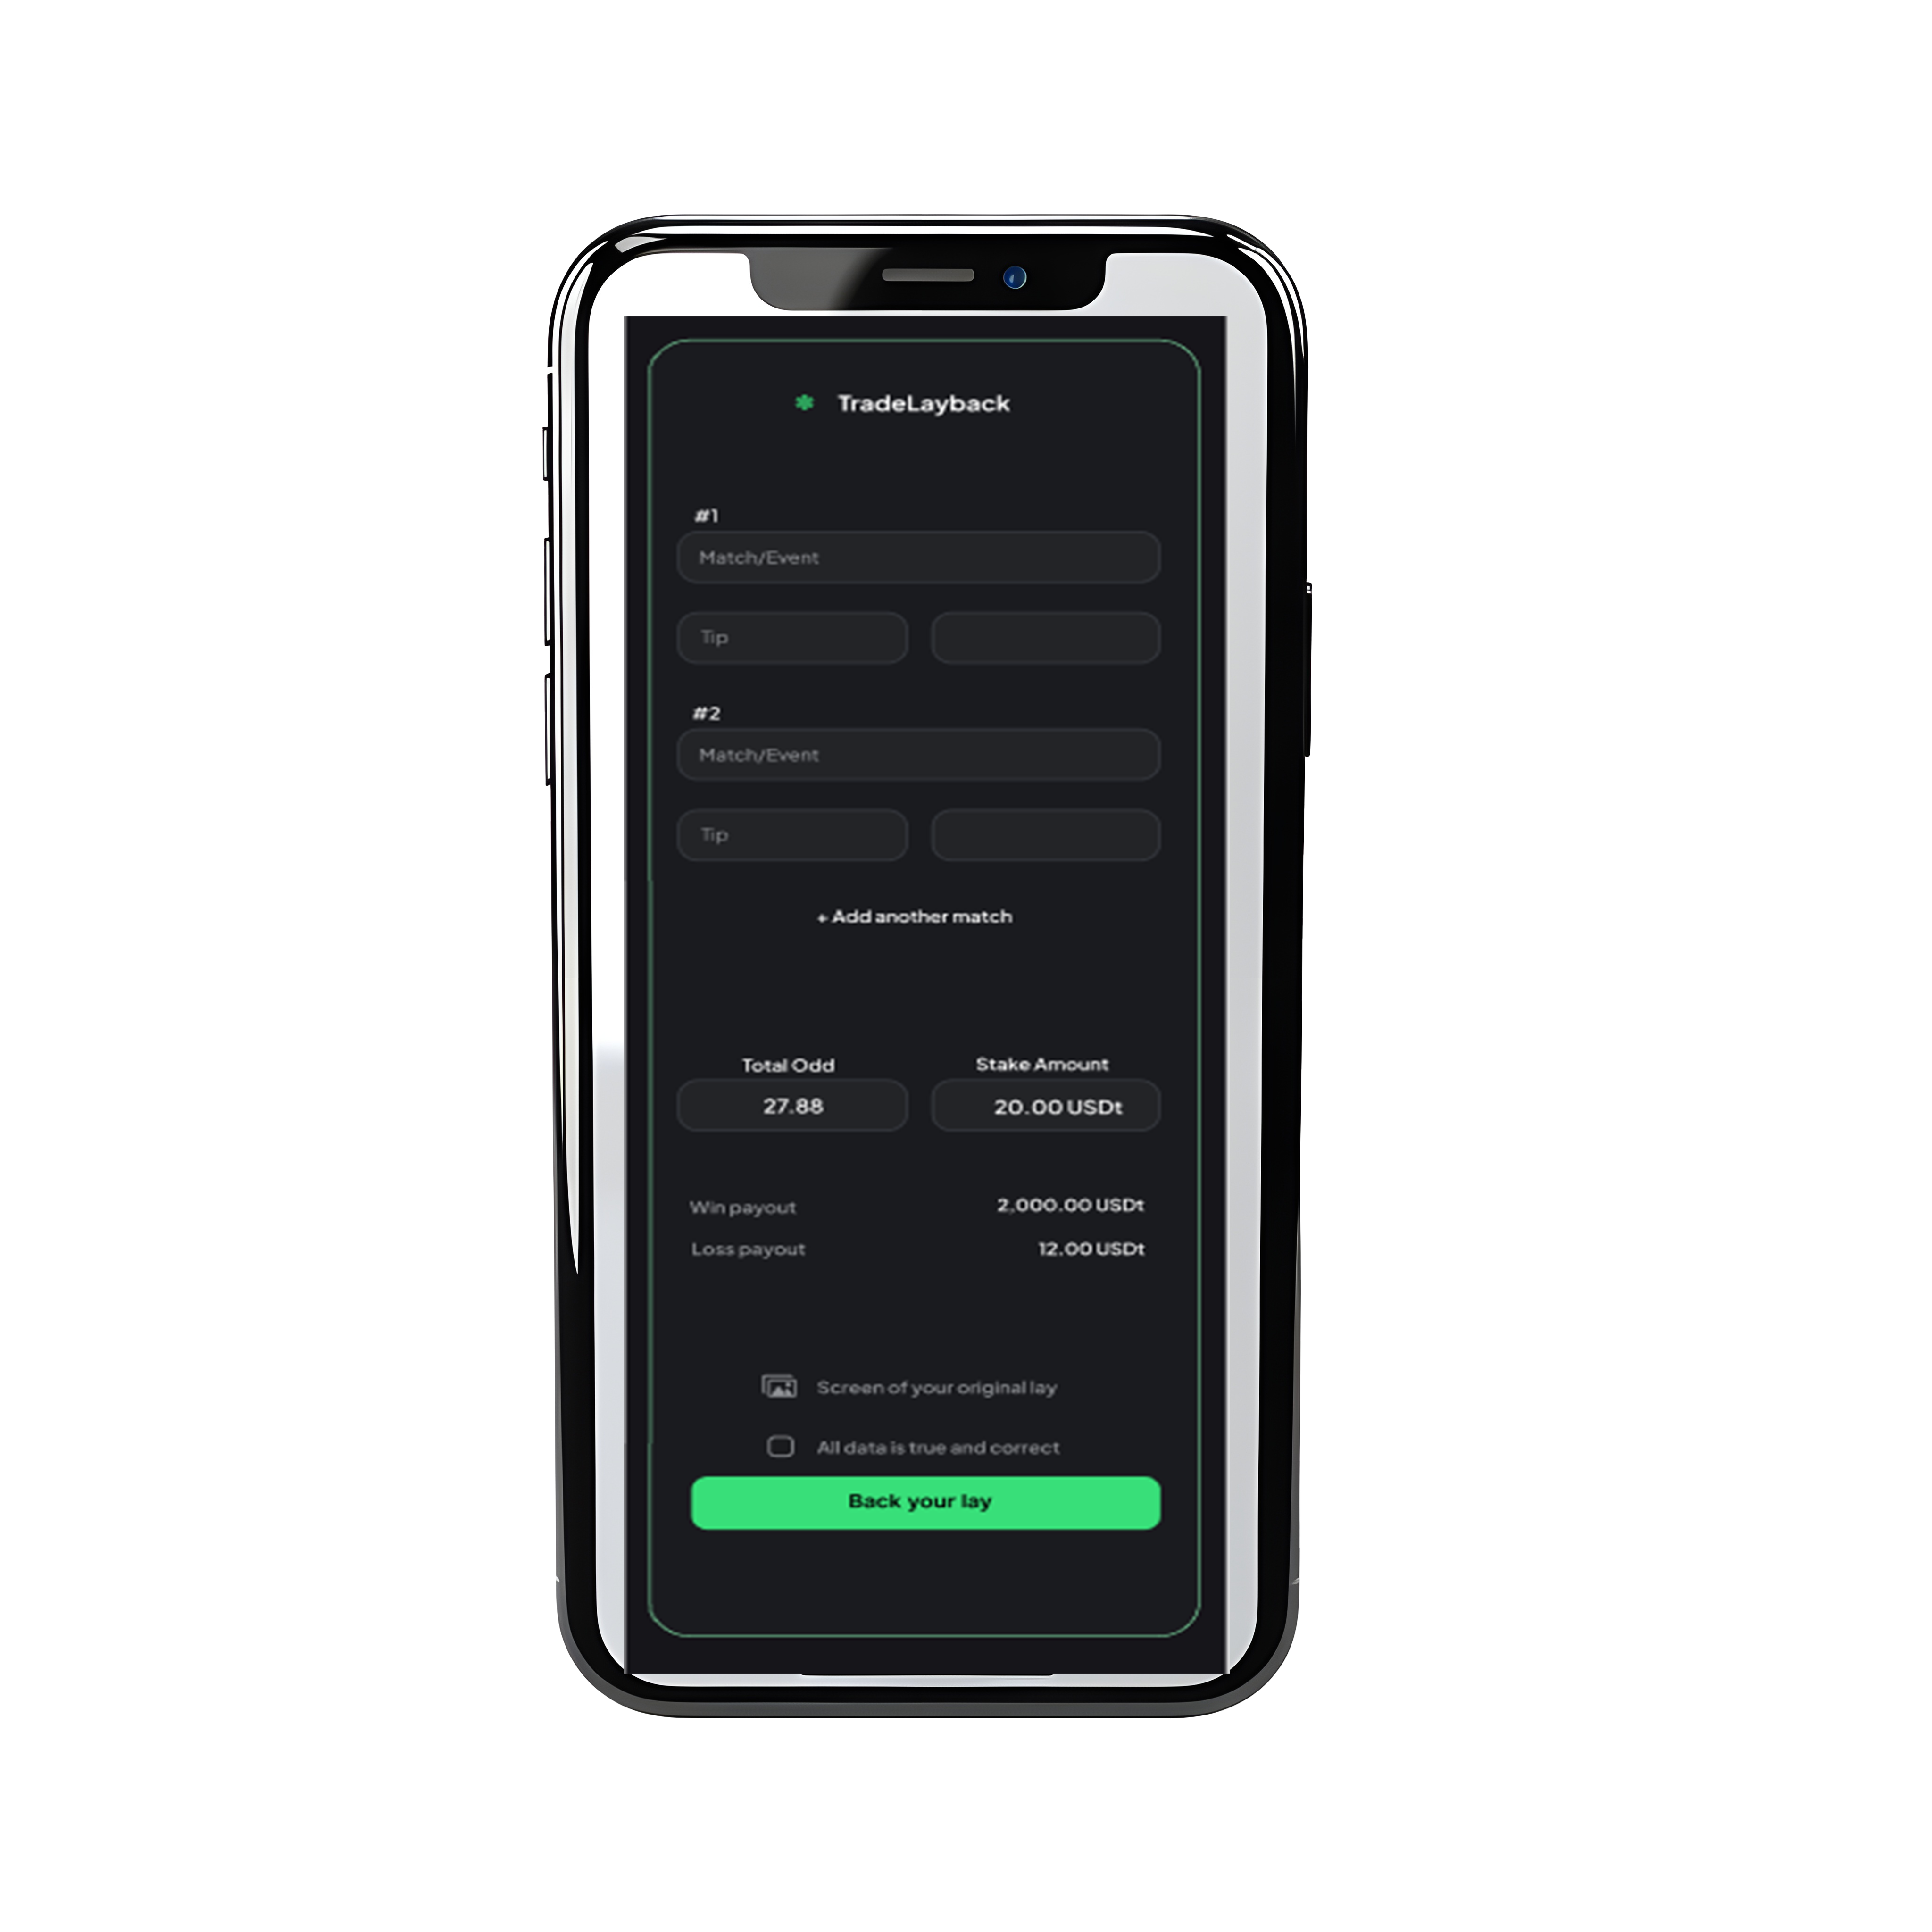 TradeLayback
#1
Match/Event
Tip
#2
Match/Event
Tip
+ Add another match
Total Odd Stake Amount
27.88 20.00 USDt
Win payout 2,000.00 USDt
Loss payout 12.00 USDt
Screen of your original lay
All data is true and correct
Back your lay